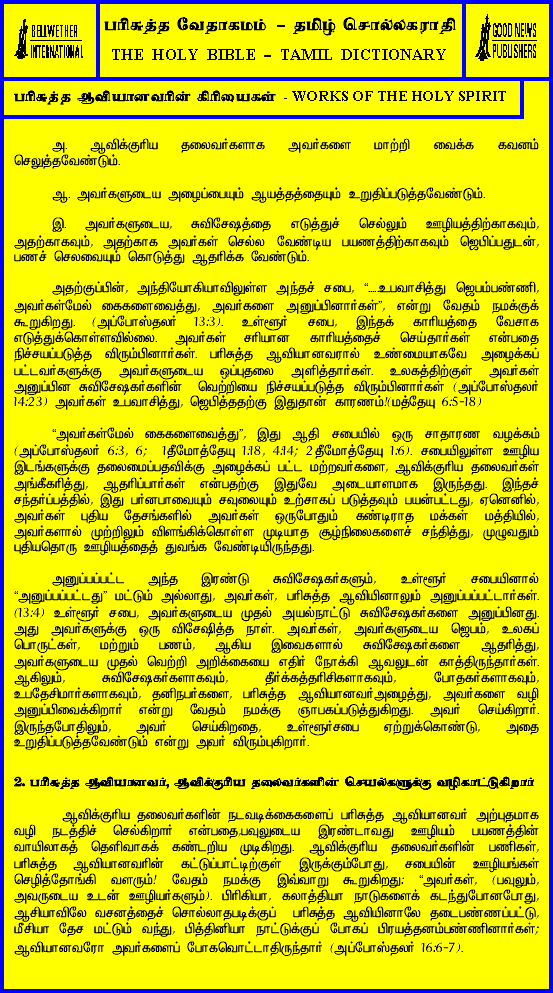 BELLWETHER
INTERNATIONAL
பரிசுத்த வேதாகமம் – தமிழ் சொல்லகராதி
THE HOLY BIBLE – TAMIL DICTIONARY
GOOD NEWS
PUBLISHERS
பரிசுத்த ஆவியானவரின் கிரியைகள் - WORKS OF THE HOLY SPIRIT
அ. ஆவிக்குரிய தலைவர்களாக அவர்களை மாற்றி வைக்க கவனம்
செலுத்தவேண்டும்.
ஆ. அவர்களுடைய அழைப்பையும் ஆயத்தத்தையும் உறுதிப்படுத்தவேண்டும்.
இ. அவர்களுடைய, சுவிசேஷத்தை எடுத்துச் செல்லும் ஊழியத்திற்காகவும்,
அதற்காகவும், அதற்காக அவர்கள் செல்ல வேண்டிய பயணத்திற்காகவும் ஜெபிப்பதுடன்,
பணச் செலவையும் கொடுத்து ஆதரிக்க வேண்டும்.
அதற்குப்பின், அந்தியோகியாவிலுள்ள அந்தச் சபை, “....உபவாசித்து ஜெபம்பண்ணி,
அவர்கள்மேல் கைகளைவைத்து, அவர்களை அனுப்பினார்கள்”, என்று வேதம் நமக்குக்
கூறுகிறது. (அப்போஸ்தலர் 13:3). உள்ளூர் சபை, இந்தக் காரியத்தை லேசாக
எடுத்துக்கொள்ளவில்லை. அவர்கள் சரியான காரியத்தைச் செய்தார்கள் என்பதை
நிச்சயப்படுத்த விரும்பினார்கள். பரிசுத்த ஆவியானவரால் உண்மையாகவே அழைக்கப்
பட்டவர்களுக்கு அவர்களுடைய ஒப்புதலை அளித்தார்கள். உலகத்திற்குள் அவர்கள்
அனுப்பின சுவிசேஷகர்களின் வெற்றியை நிச்சயப்படுத்த விரும்பினார்கள் (அப்போஸ்தலர்
14:23) அவர்கள் உபவாசித்து, ஜெபித்ததற்கு இதுதான் காரணம்!(மத்தேயு 6:5-18)
“அவர்கள்மேல் கைகளைவைத்து”, இது ஆதி சபையில் ஒரு சாதாரண வழக்கம்
(அப்போஸ்தலர் 6:3, 6; 1தீமோத்தேயு 1:18, 4:14; 2தீமோத்தேயு 1:6). சபையிலுள்ள ஊழிய
இடங்களுக்கு தலைமைப்பதவிக்கு அழைக்கப் பட்ட மற்றவர்களை, ஆவிக்குரிய தலைவர்கள்
அங்கீகரித்து, ஆதரிப்பார்கள் என்பதற்கு இதுவே அடையாளமாக இருந்தது. இந்தச்
சந்தர்ப்பத்தில், இது பர்னபாவையும் சவுலையும் உற்சாகப் படுத்தவும் பயன்பட்டது, ஏனெனில்,
அவர்கள் புதிய தேசங்களில் அவர்கள் ஒருபோதும் கண்டிராத மக்கள் மத்தியில்,
அவர்களால் முற்றிலும் விளங்கிக்கொள்ள முடியாத சூழ்நிலைகளைச் சந்தித்து, முழுவதும்
புதியதொரு ஊழியத்தைத் துவங்க வேண்டியிருந்தது.
அனுப்பப்பட்ட அந்த இரண்டு சுவிசேஷகர்களும், உள்ளூர் சபையினால்
“அனுப்பப்பட்டது” மட்டும் அல்லாது, அவர்கள், பரிசுத்த ஆவியினாலும் அனுப்பப்பட்டார்கள்.
(13:4) உள்ளூர் சபை, அவர்களுடைய முதல் அயல்நாட்டு சுவிசேஷகர்களை அனுப்பினது.
அது அவர்களுக்கு ஒரு விசேஷித்த நாள். அவர்கள், அவர்களுடைய ஜெபம், உலகப்
பொருட்கள், மற்றும் பணம், ஆகிய இவைகளால் சுவிஷேகர்களை ஆதரித்து,
அவர்களுடைய முதல் வெற்றி அறிக்கையை எதிர் நோக்கி ஆவலுடன் காத்திருந்தார்கள்.
ஆகிலும், சுவிசேஷகர்களாகவும், தீர்க்கத்தரிசிகளாகவும், போதகர்களாகவும்,
உபதேசிமார்களாகவும், தனிநபர்களை, பரிசுத்த ஆவியானவர்அழைத்து, அவர்களை வழி
அனுப்பிவைக்கிறார் என்று வேதம் நமக்கு ஞாபகப்படுத்துகிறது. அவர் செய்கிறார்.
இருந்தபோதிலும், அவர் செய்கிறதை, உள்ளூர்சபை ஏற்றுக்கொண்டு, அதை
உறுதிப்படுத்தவேண்டும் என்று அவர் விரும்புகிறார்.
2. பரிசுத்த ஆவியானவர், ஆவிக்குரிய தலைவர்களின் செயல்களுக்கு வழிகாட்டுகிறார்
ஆவிக்குரிய தலைவர்களின் நடவடிக்கைகளைப் பரிசுத்த ஆவியானவர் அற்புதமாக
வழி நடத்திச் செல்கிறார் என்பதை,பவுலுடைய இரண்டாவது ஊழியம் பயணத்தின்
வாயிலாகத் தெளிவாகக் கண்டறிய முடிகிறது. ஆவிக்குரிய தலைவர்களின் பணிகள்,
பரிசுத்த ஆவியானவரின் கட்டுப்பாட்டிற்குள் இருக்கும்போது, சபையின் ஊழியங்கள்
செழித்தோங்கி வளரும்! வேதம் நமக்கு இவ்வாறு கூறுகிறது; “அவர்கள், (பவுலும்,
அவருடைய உடன் ஊழியர்களும்). பிரிகியா, கலாத்தியா நாடுகளைக் கடந்துபோனபோது,
ஆசியாவிலே வசனத்தைச் சொல்லாதபடிக்குப் பரிசுத்த ஆவியினாலே தடைபண்ணப்பட்டு,
மீசியா தேச மட்டும் வந்து, பித்தினியா நாட்டுக்குப் போகப் பிரயத்தனம்பண்ணினார்கள்;
ஆவியானவரோ அவர்களைப் போகவொட்டாதிருந்தார் (அப்போஸ்தலர் 16:6-7).